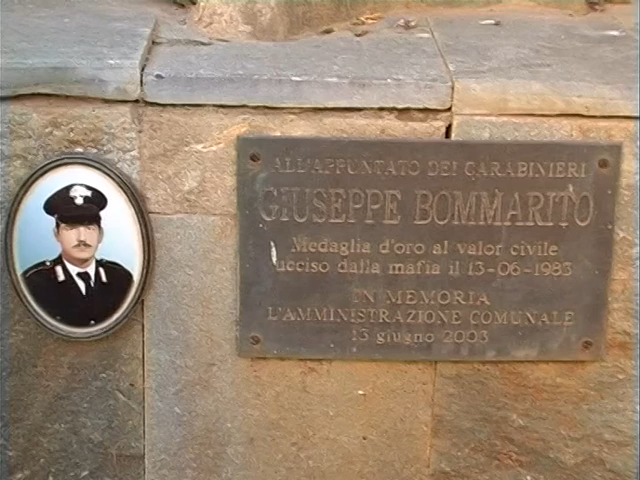 ALL'APPUNTATO DEI CARABINIERI
GIUSEPPE BOMMARITO
Medaglia d'oro al valor civile
ucciso dalla mafia il 13-06-1983
IN MEMORIA
L'AMMINISTRAZIONE COMUNALE
13 giugno 2003